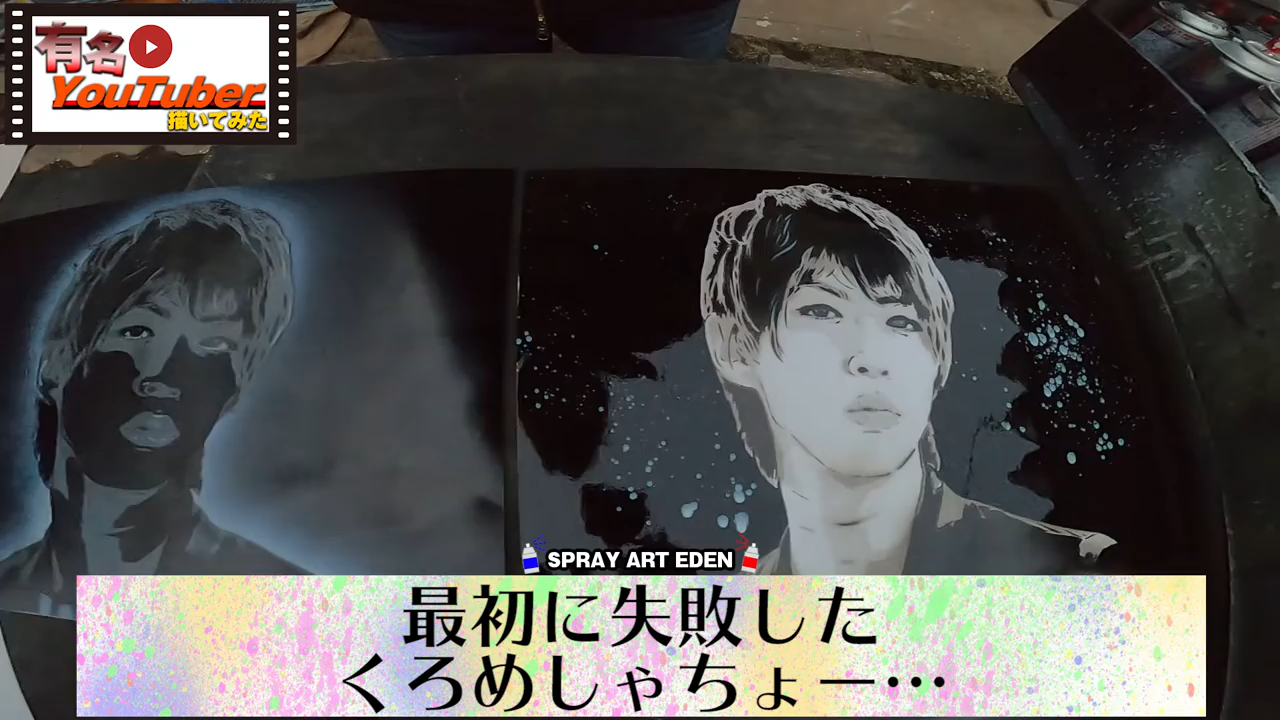 有名
YouTuber
描いてみた
SPRAY ART EDEN
最初に失敗した
くろめしゃちょー…